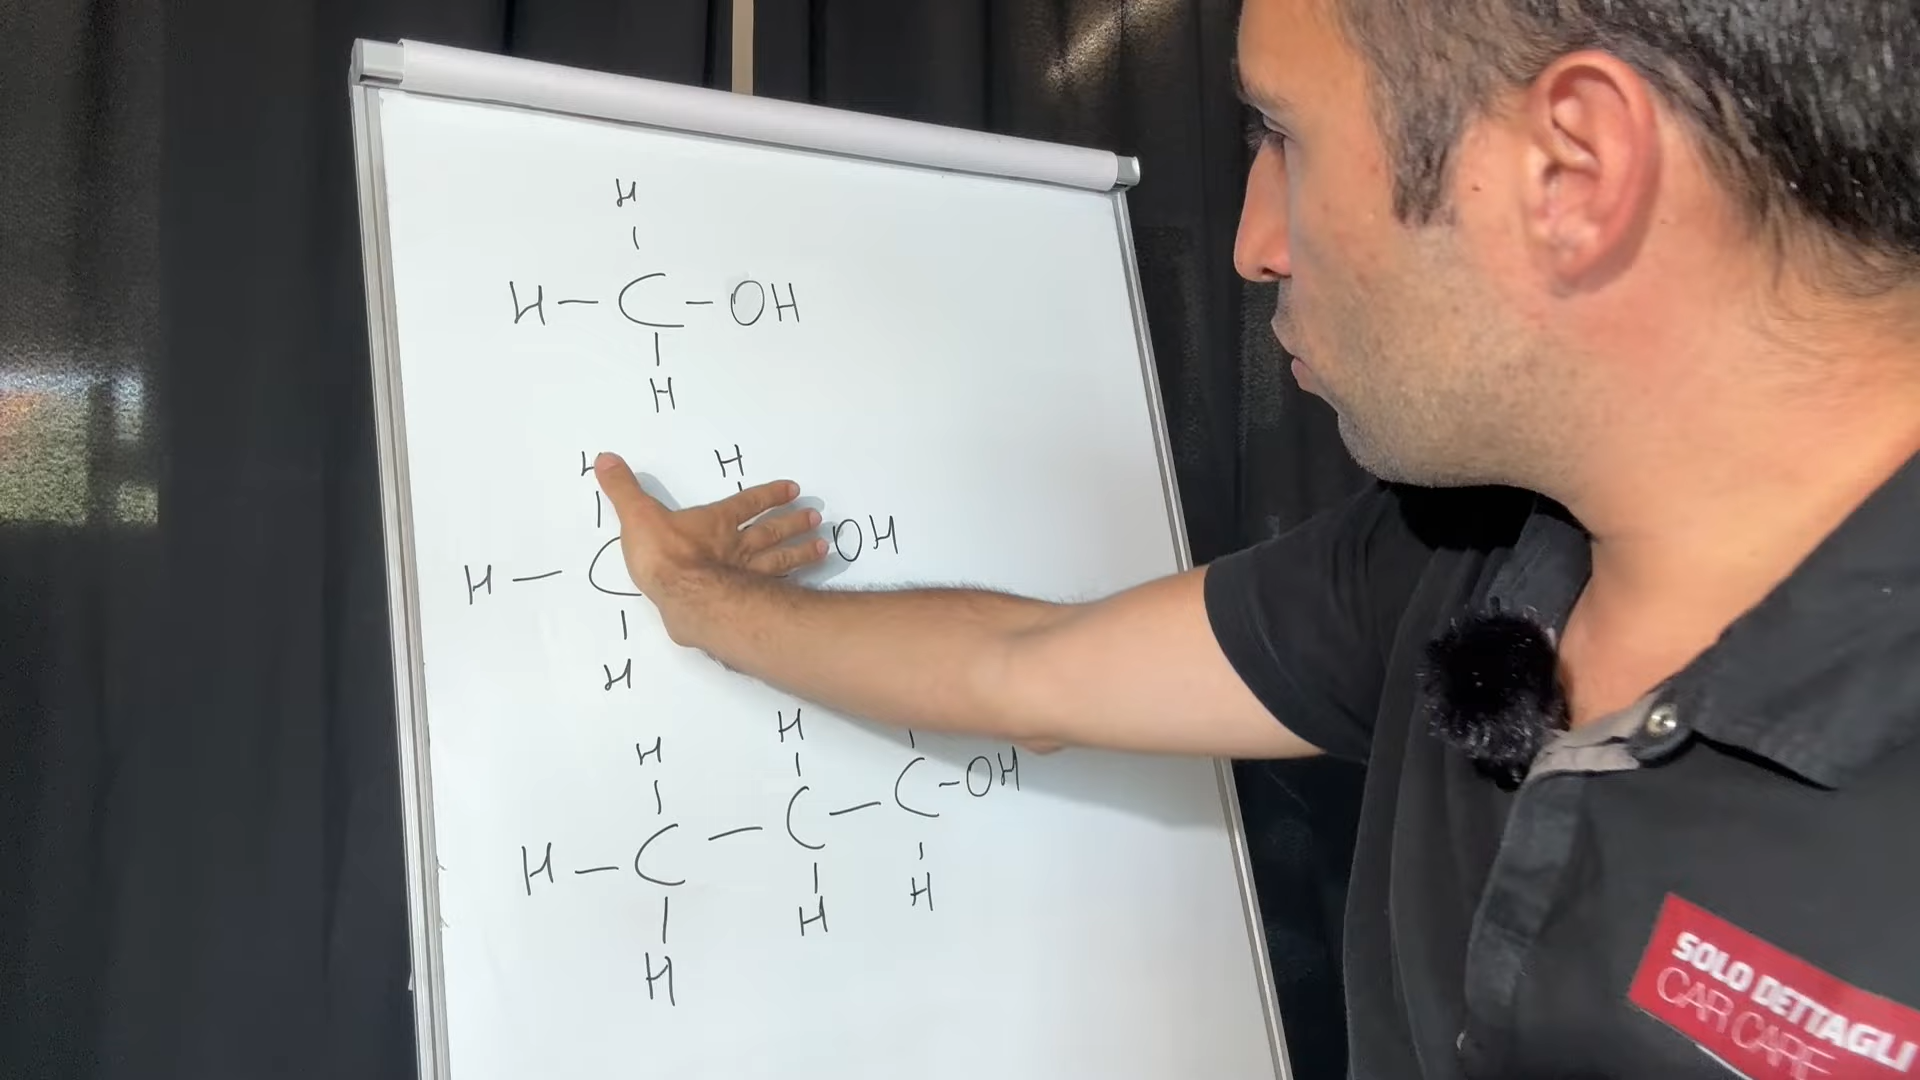 H
H - C - OH
H
H H
H - C OH
H
H H
H - C - C - C - OH
H H H
SOLO DETTAGLI
CAR CARE